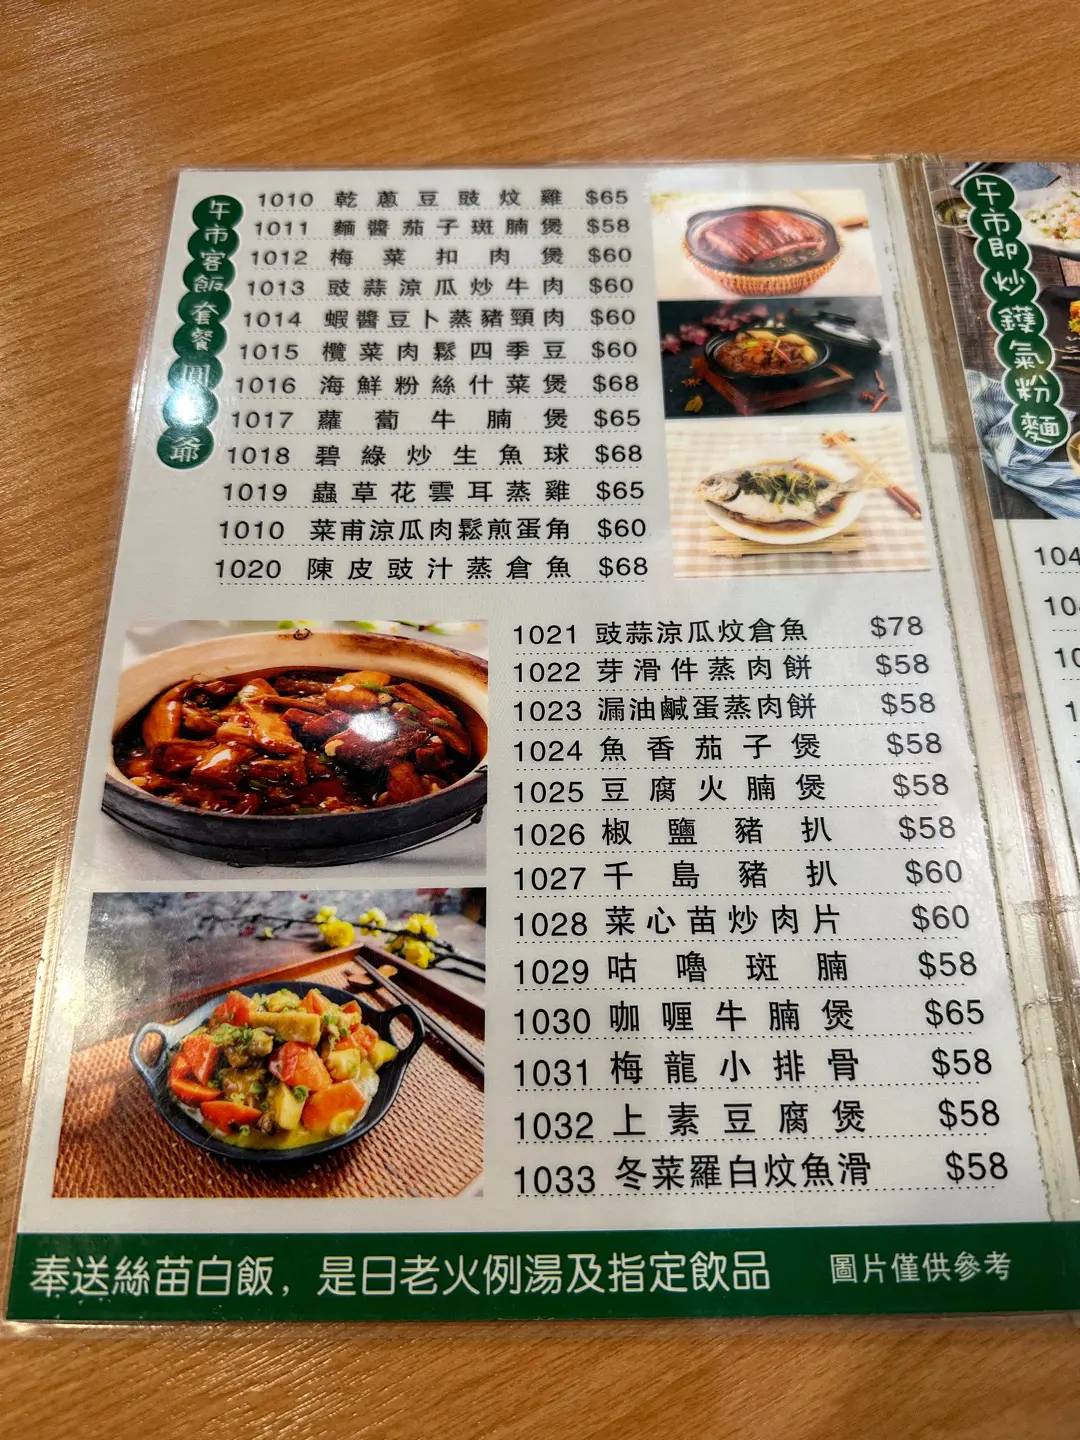 午市客飯套餐
爺
1010 乾蔥豆豉炆雞 $65
1011 麵醬茄子斑腩煲 $58
1012 梅菜扣肉煲 $60
1013 豉蒜涼瓜炒牛肉 $60
1014 蝦醬豆卜蒸豬頸肉 $60
1015 欖菜肉鬆四季豆 $60
1016 海鮮粉絲什菜煲 $68
1017 蘿蔔牛腩煲 $65
1018 碧綠炒生魚球 $68
1019 蟲草花雲耳蒸雞 $65
1010 菜甫涼瓜肉鬆煎蛋角 $60
1020 陳皮豉汁蒸倉魚 $68
1021 豉蒜涼瓜炆倉魚 $78
1022 芽滑件蒸肉餅 $58
1023 漏油鹹蛋蒸肉餅 $58
1024 魚香茄子煲 $58
1025 豆腐火腩煲 $58
1026 椒鹽豬扒 $58
1027 千島豬扒 $60
1028 菜心苗炒肉片 $60
1029 咕嚕斑腩 $58
1030 咖喱牛腩煲 $65
1031 梅龍小排骨 $58
1032 上素豆腐煲 $58
1033 冬菜羅白炆魚滑 $58
奉送絲苗白飯，是日老火例湯及指定飲品 圖片僅供參考
午市即炒鑊氣粉麵